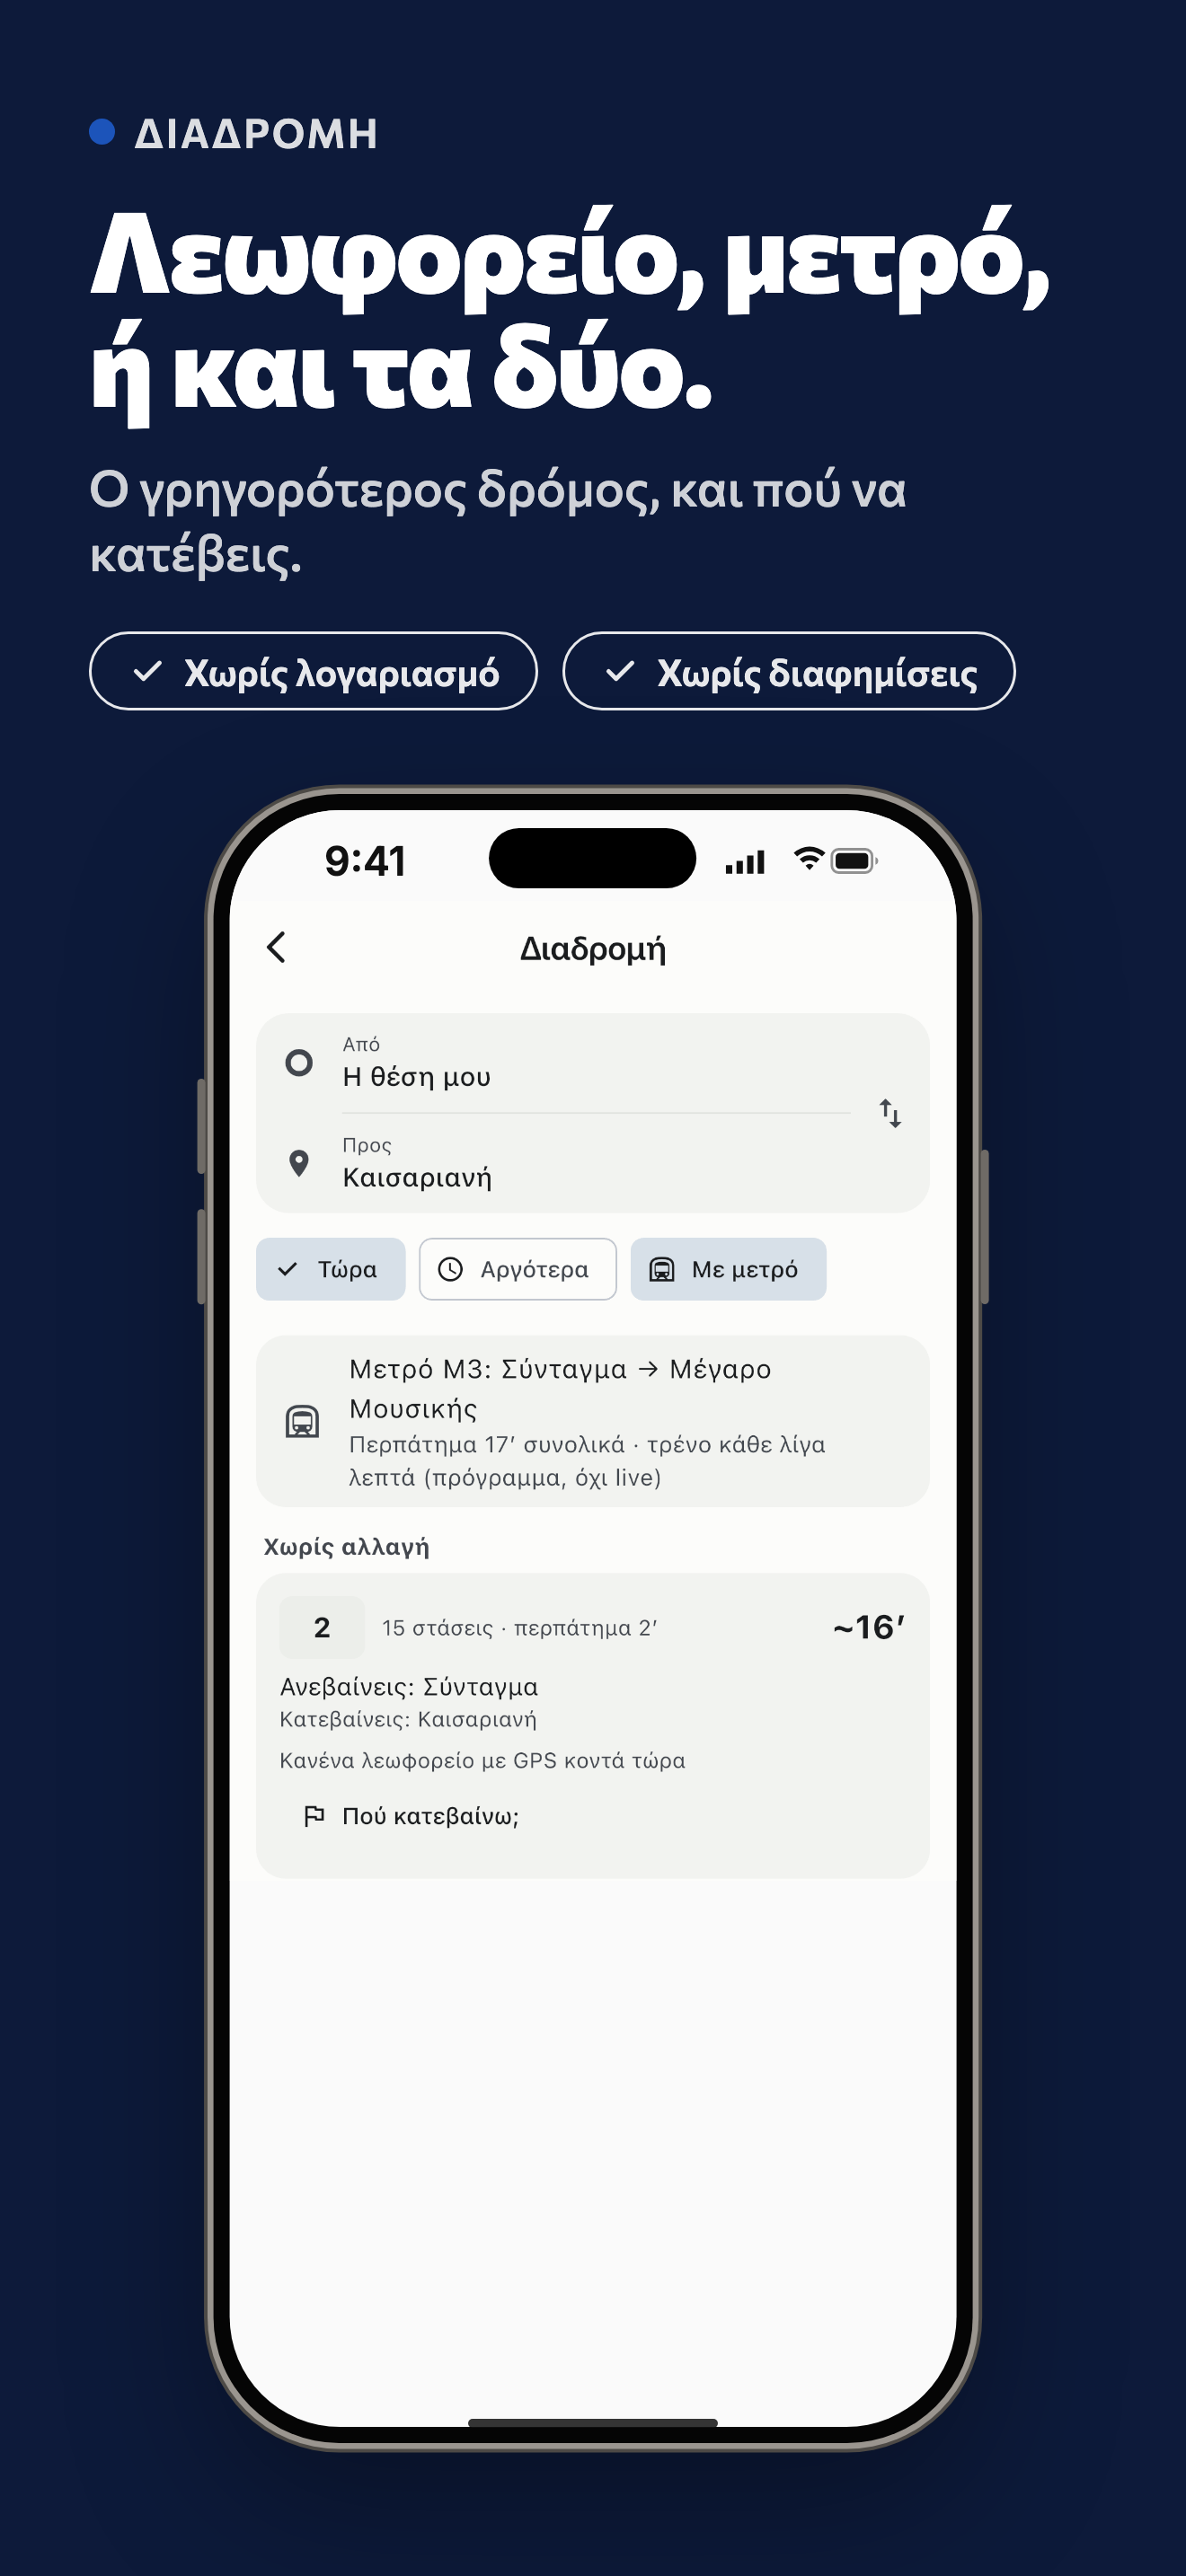 ΔΙΑΔΡΟΜΗ
Λεωφορείο, μετρό,
ή και τα δύο.
Ο γρηγορότερος δρόμος, και πού να
κατέβεις.
Χωρίς λογαριασμό
Χωρίς διαφημίσεις
9:41
Διαδρομή
Από
Η θέση μου
Προς
Καισαριανή
Τώρα
Αργότερα
Με μετρό
Μετρό Μ3: Σύνταγμα → Μέγαρο
Μουσικής
Περπάτημα 17′ συνολικά · τρένο κάθε λίγα
λεπτά (πρόγραμμα, όχι live)
Χωρίς αλλαγή
2
15 στάσεις · περπάτημα 2′
~16′
Ανεβαίνεις: Σύνταγμα
Κατεβαίνεις: Καισαριανή
Κανένα λεωφορείο με GPS κοντά τώρα
Πού κατεβαίνω;